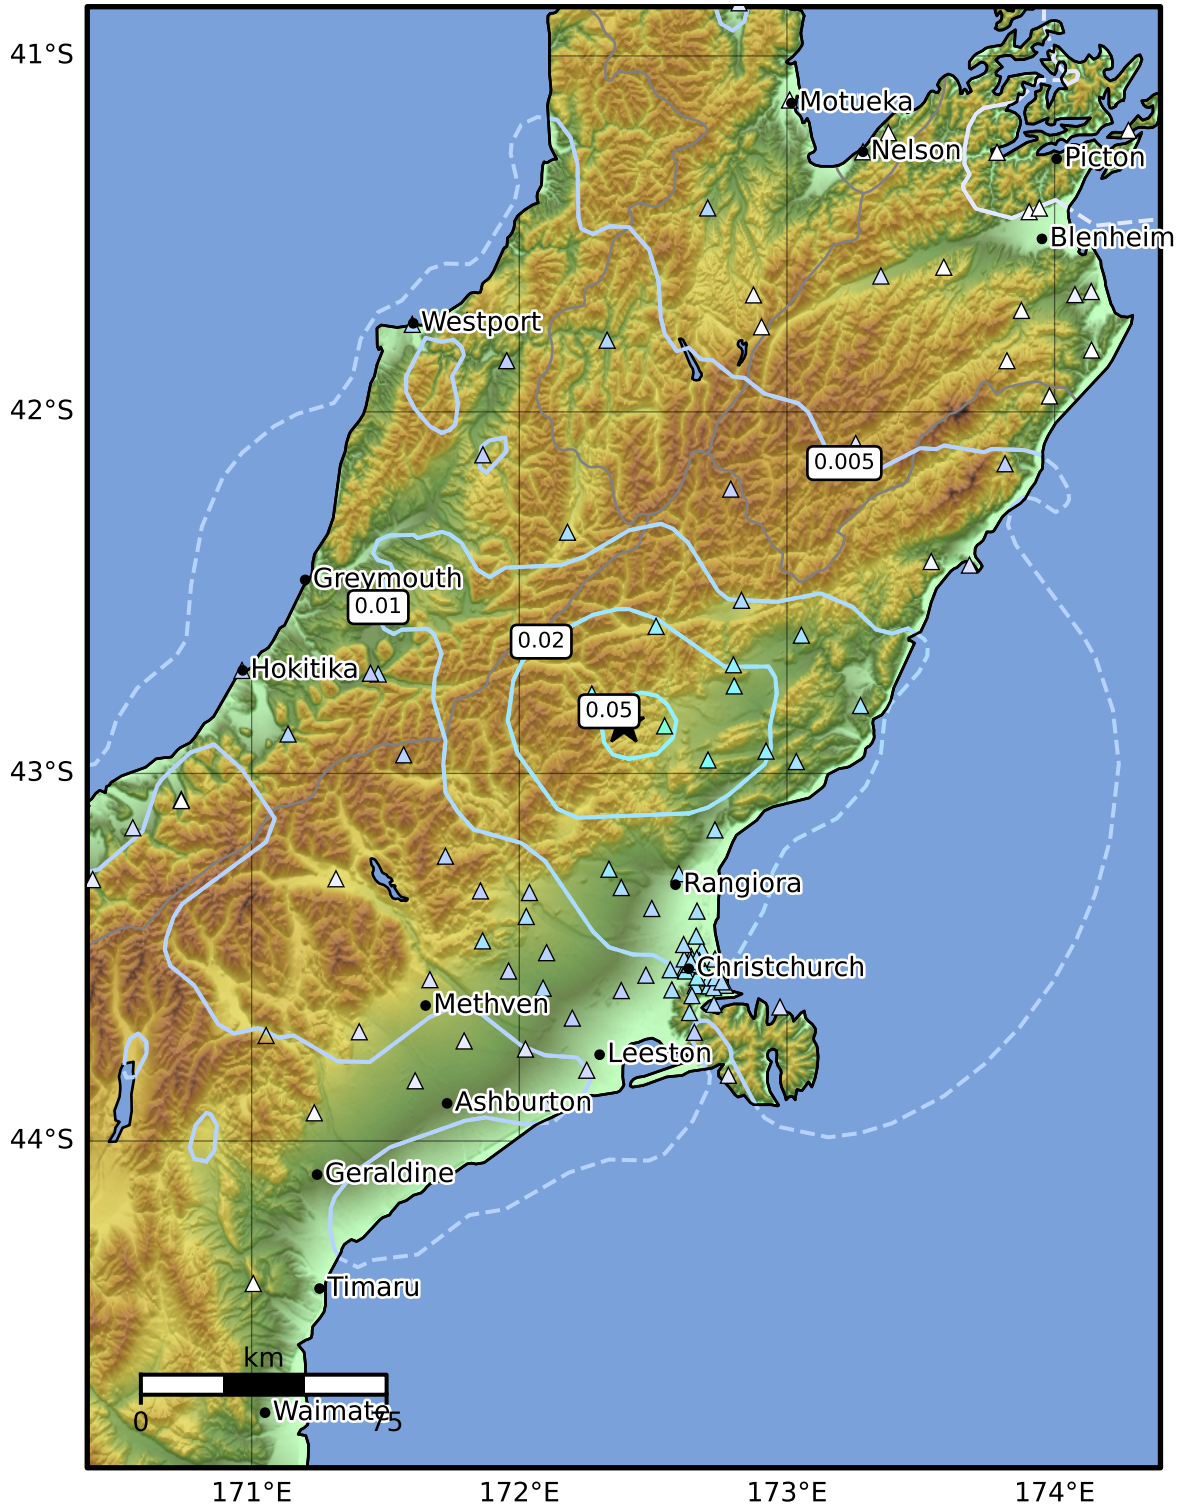 41°S
Motueka
Nelson
Picton
Blenheim
Westport
42°S
0.005
Greymouth
0.01
0.02
Hokitika
0.05
43°S
Rangiora
Christchurch
Methven
Leeston
Ashburton
44°S
Geraldine
Timaru
km
Waimate
0 75
171°E 172°E 173°E 174°E